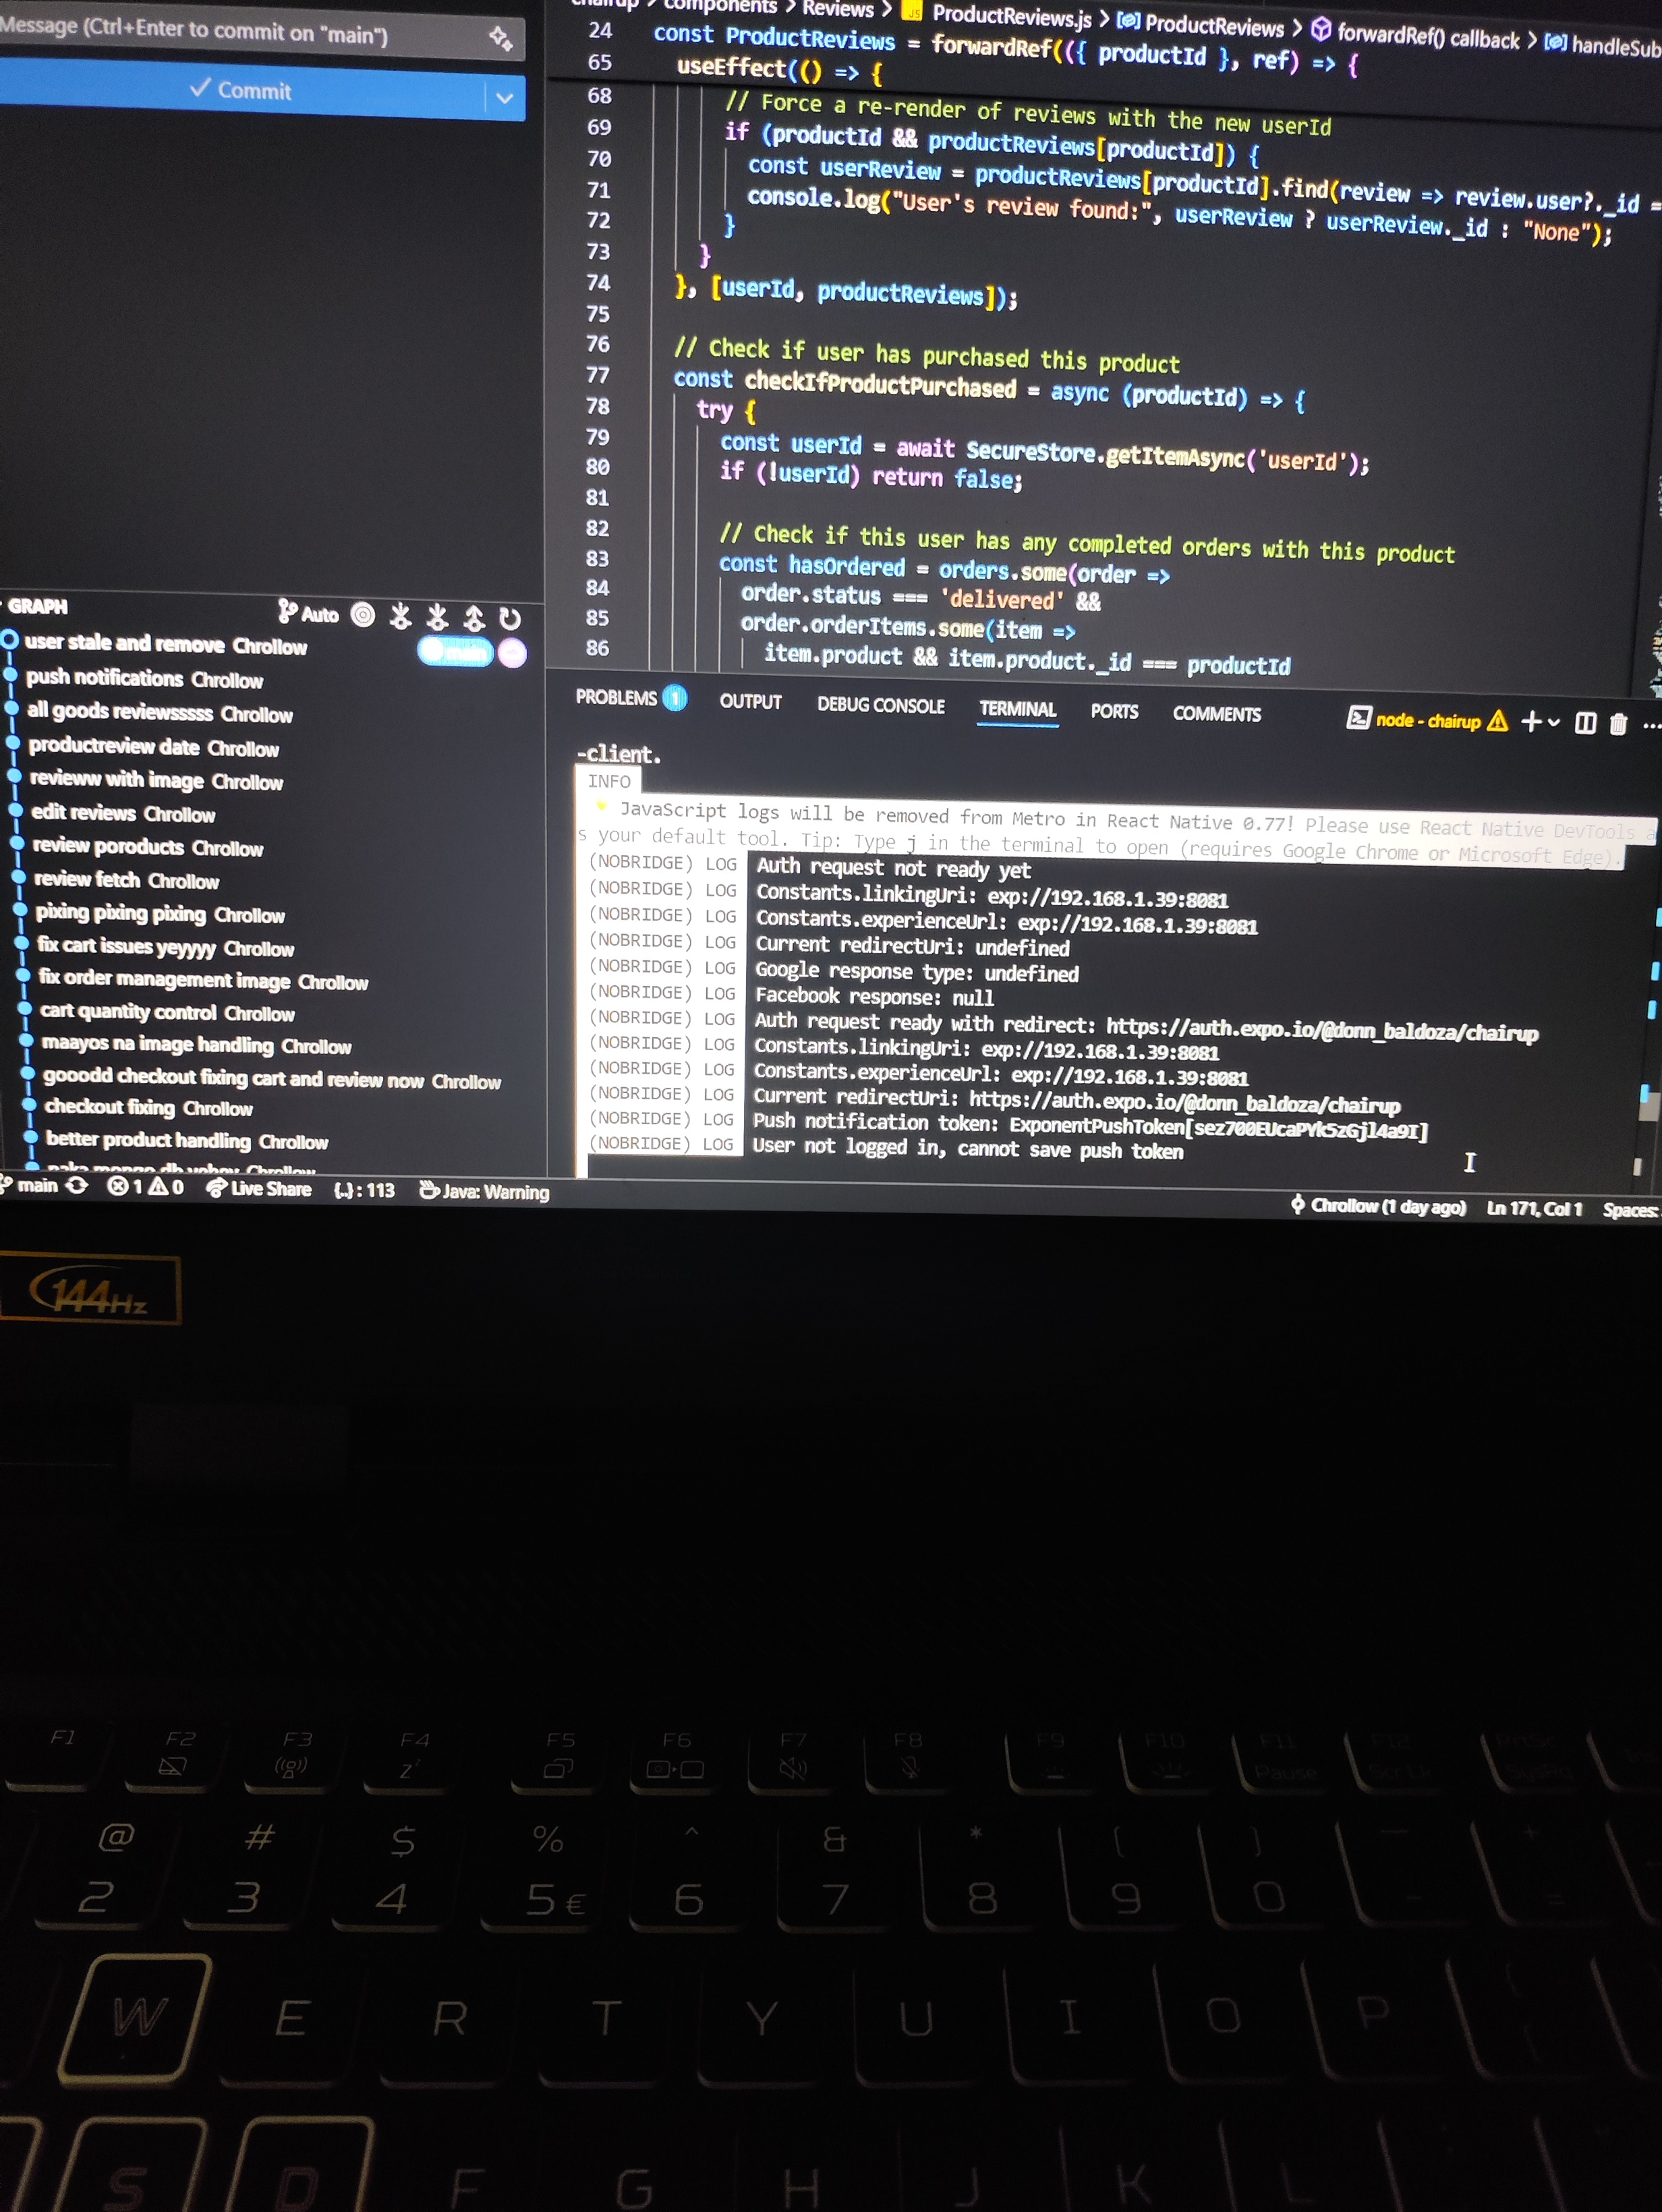 Message (Ctrl+Enter to commit on "main")
Commit
GRAPH
Auto
user stale and remove Chrollow
main
push notifications Chrollow
all goods reviewsssss Chrollow
productreview date Chrollow
revieww with image Chrollow
edit reviews Chrollow
review poroducts Chrollow
review fetch Chrollow
pixing pixing pixing Chrollow
fix cart issues yeyyyy Chrollow
fix order management image Chrollow
cart quantity control Chrollow
maayos na image handling Chrollow
gooodd checkout fixing cart and review now Chrollow
checkout fixing Chrollow
better product handling Chrollow
chairup > components > Reviews > JS ProductReviews.js > ProductReviews > forwardRef() callback > handleSub
24 const ProductReviews = forwardRef(({ productId }, ref) => {
65 useEffect(() => {
68 // Force a re-render of reviews with the new userId
69 if (productId && productReviews[productId]) {
70 const userReview = productReviews[productId].find(review => review.user?._id =
71 console.log("User's review found:", userReview ? userReview._id : "None");
72 }
73 }
74 }, [userId, productReviews]);
75
76 // Check if user has purchased this product
77 const checkIfProductPurchased = async (productId) => {
78 try {
79 const userId = await SecureStore.getItemAsync('userId');
80 if (!userId) return false;
81
82 // Check if this user has any completed orders with this product
83 const hasOrdered = orders.some(order =>
84 order.status === 'delivered' &&
85 order.orderItems.some(item =>
86 item.product && item.product._id === productId
PROBLEMS 1 OUTPUT DEBUG CONSOLE TERMINAL PORTS COMMENTS node - chairup
-client.
INFO
JavaScript logs will be removed from Metro in React Native 0.77! Please use React Native DevTools a
s your default tool. Tip: Type j in the terminal to open (requires Google Chrome or Microsoft Edge).
(NOBRIDGE) LOG Auth request not ready yet
(NOBRIDGE) LOG Constants.linkingUri: exp://192.168.1.39:8081
(NOBRIDGE) LOG Constants.experienceUrl: exp://192.168.1.39:8081
(NOBRIDGE) LOG Current redirectUri: undefined
(NOBRIDGE) LOG Google response type: undefined
(NOBRIDGE) LOG Facebook response: null
(NOBRIDGE) LOG Auth request ready with redirect: https://auth.expo.io/@donn_baldoza/chairup
(NOBRIDGE) LOG Constants.linkingUri: exp://192.168.1.39:8081
(NOBRIDGE) LOG Constants.experienceUrl: exp://192.168.1.39:8081
(NOBRIDGE) LOG Current redirectUri: https://auth.expo.io/@donn_baldoza/chairup
(NOBRIDGE) LOG Push notification token: ExponentPushToken[sez700EUcaPYk5zGjl4a9I]
(NOBRIDGE) LOG User not logged in, cannot save push token
main 1 0 Live Share {..}: 113 Java: Warning Chrollow (1 day ago) Ln 171, Col 1 Spaces:
144Hz
F1 F2 F3 F4 F5 F6 F7 F8 F9 F10 F11 F12
Pause ScrLk
@ # $ % ^ & * ( )
2 3 4 5 € 6 7 8 9 0
W E R T Y U I O P
S D F G H J K L